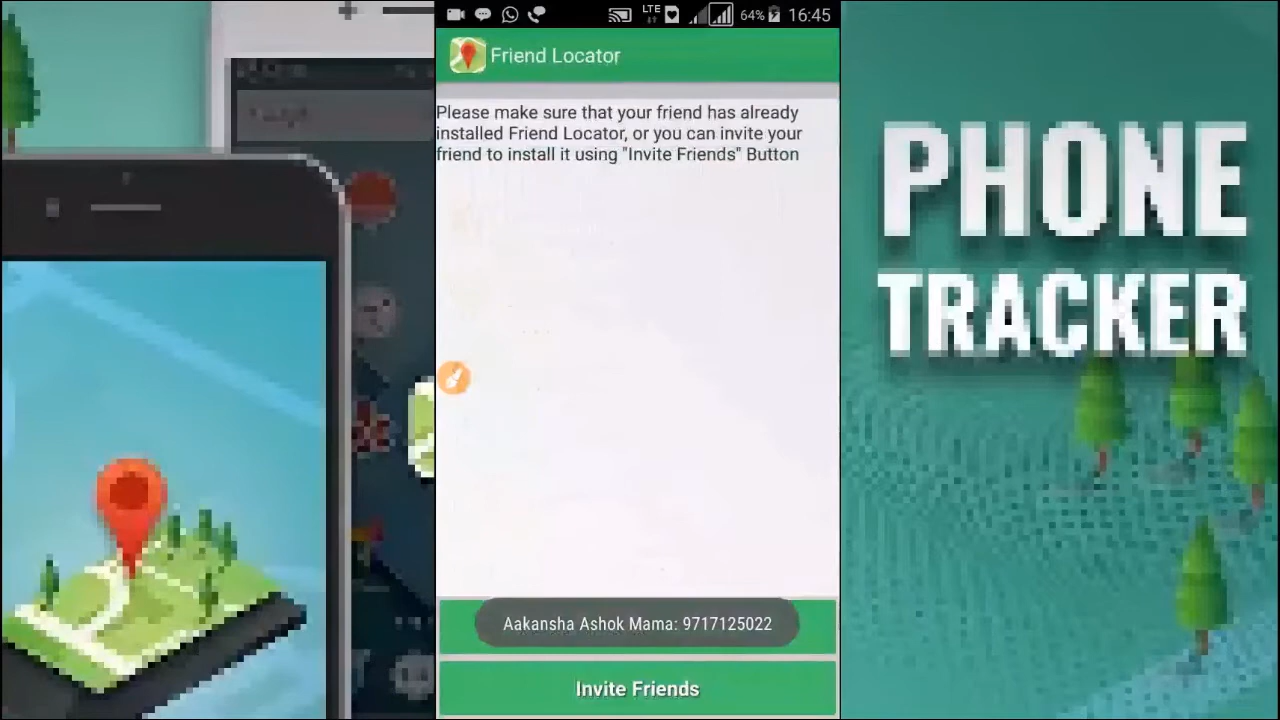 LTE
64%
16:45
Friend Locator
Please make sure that your friend has already
installed Friend Locator, or you can invite your
friend to install it using "Invite Friends" Button
Aakansha Ashok Mama: 9717125022
Invite Friends
PHONE
TRACKER